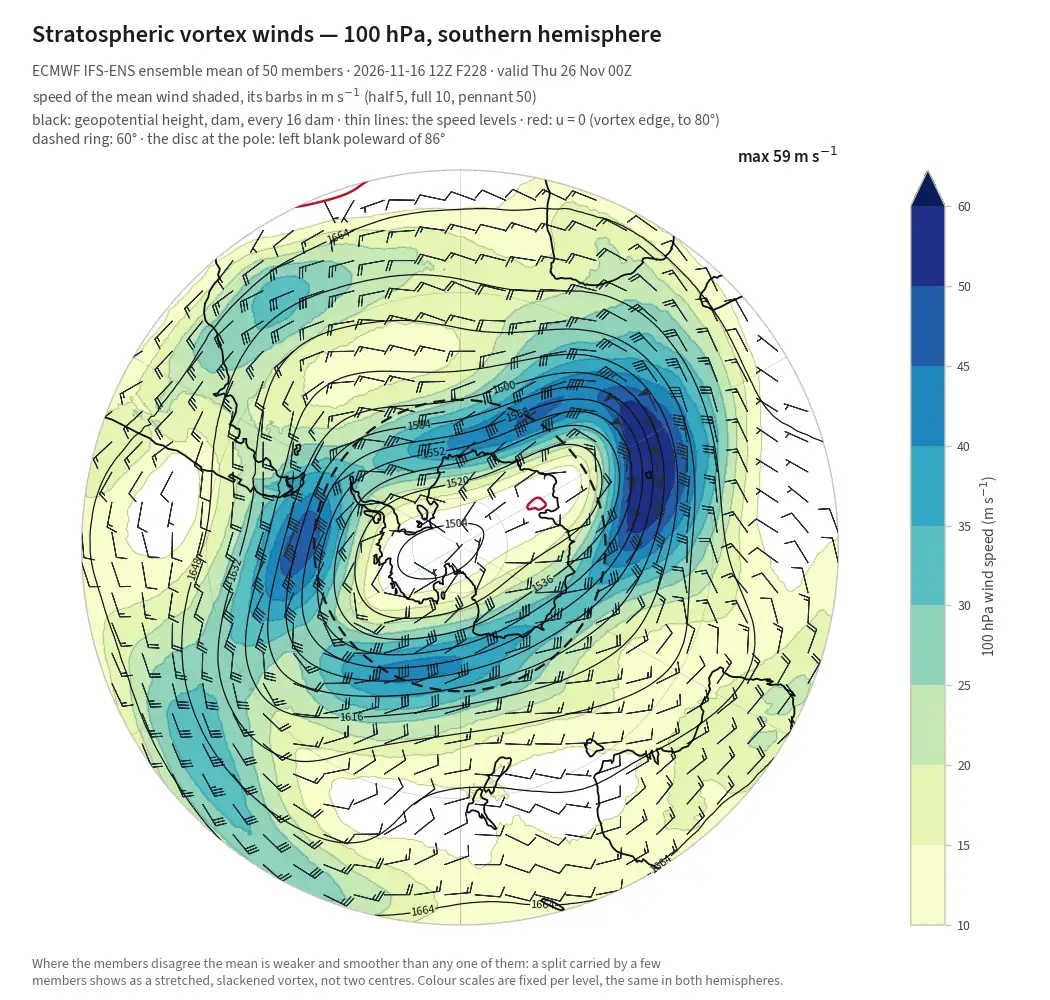 Stratospheric vortex winds — 100 hPa, southern hemisphere
ECMWF IFS-ENS ensemble mean of 50 members · 2026-11-16 12Z F228 · valid Thu 26 Nov 00Z
speed of the mean wind shaded, its barbs in m s⁻¹ (half 5, full 10, pennant 50)
black: geopotential height, dam, every 16 dam · thin lines: the speed levels · red: u = 0 (vortex edge, to 80°)
dashed ring: 60° · the disc at the pole: left blank poleward of 86°
max 59 m s⁻¹
1664
1600
1568
1584
1552
1520
1504
1536
1648
1632
1616
1664
1664
1664
60
50
45
40
35
30
25
20
15
10
100 hPa wind speed (m s⁻¹)
Where the members disagree the mean is weaker and smoother than any one of them: a split carried by a few
members shows as a stretched, slackened vortex, not two centres. Colour scales are fixed per level, the same in both hemispheres.